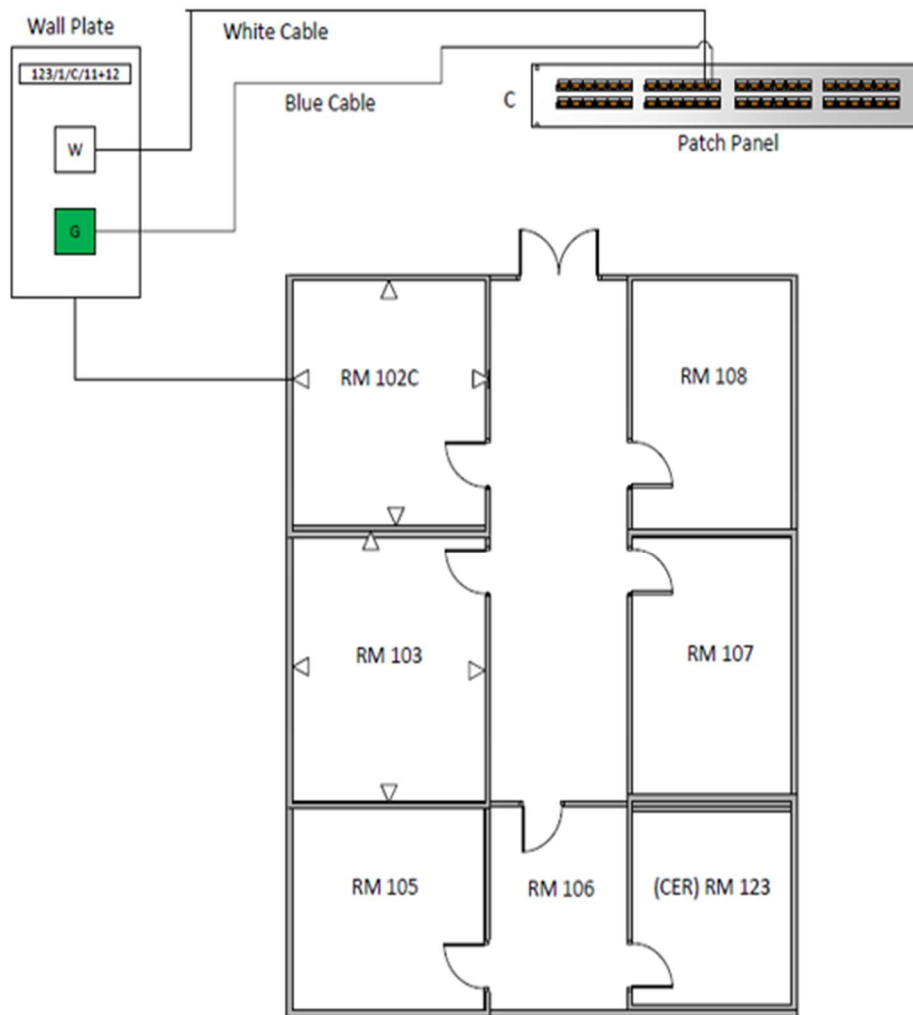 Wall Plate
White Cable
123/1/C/11+12
Blue Cable
C
W
Patch Panel
G
RM 102C
RM 108
RM 103
RM 107
RM 105
RM 106
(CER) RM 123